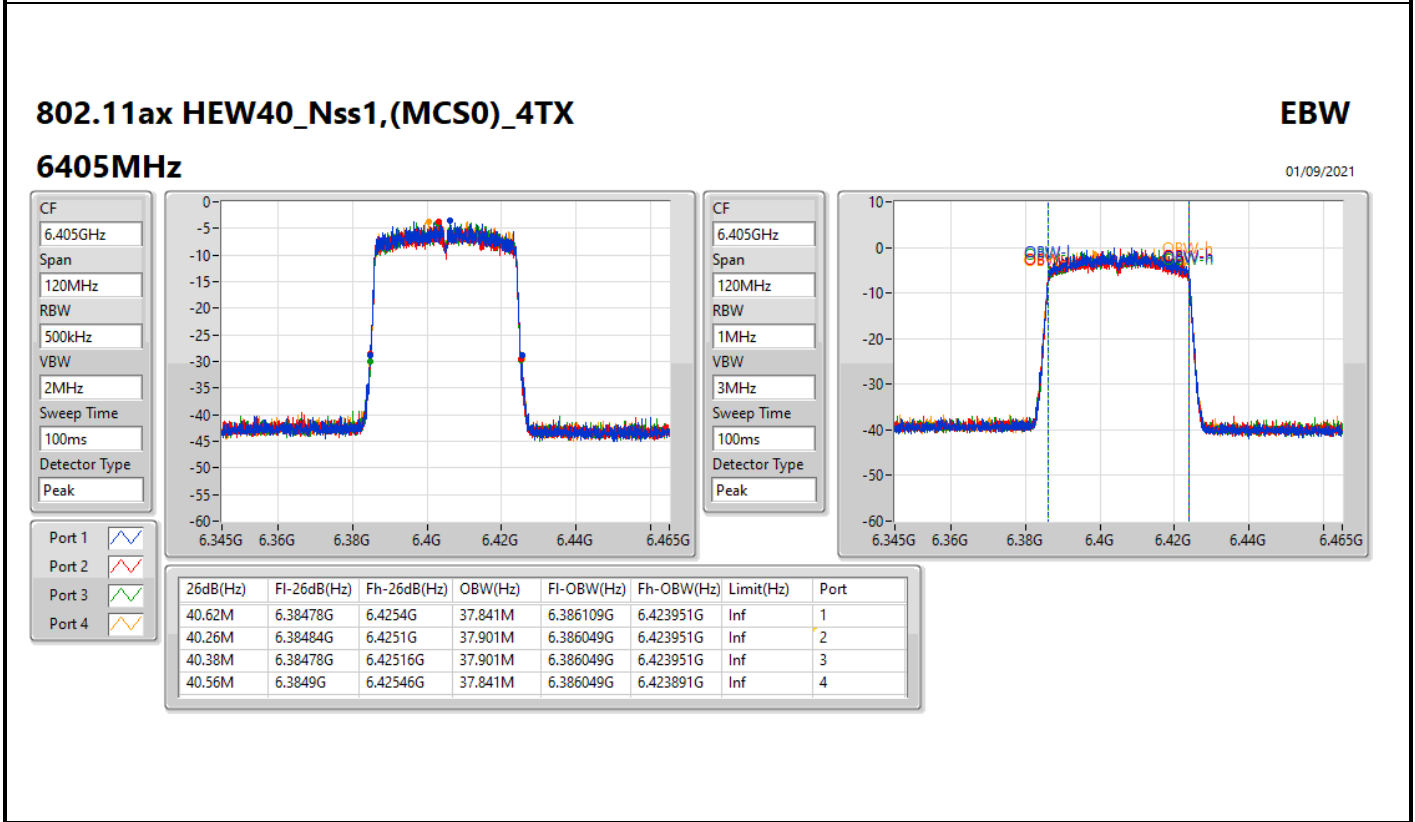 802.11ax HEW40_Nss1,(MCS0)_4TX
EBW
6405MHz
01/09/2021
CF
6.405GHz
Span
120MHz
RBW
500kHz
VBW
2MHz
Sweep Time
100ms
Detector Type
Peak
0
-5
-10
-15
-20
-25
-30
-35
-40
-45
-50
-55
-60
6.345G 6.36G 6.38G 6.4G 6.42G 6.44G 6.465G
CF
6.405GHz
Span
120MHz
RBW
1MHz
VBW
3MHz
Sweep Time
100ms
Detector Type
Peak
10
0
-10
-20
-30
-40
-50
-60
OBW-h
OBW-h
6.345G 6.36G 6.38G 6.4G 6.42G 6.44G 6.465G
Port 1
Port 2
Port 3
Port 4
26dB(Hz) Fl-26dB(Hz) Fh-26dB(Hz) OBW(Hz) Fl-OBW(Hz) Fh-OBW(Hz) Limit(Hz) Port
40.62M 6.38478G 6.4254G 37.841M 6.386109G 6.423951G Inf 1
40.26M 6.38484G 6.4251G 37.901M 6.386049G 6.423951G Inf 2
40.38M 6.38478G 6.42516G 37.901M 6.386049G 6.423951G Inf 3
40.56M 6.3849G 6.42546G 37.841M 6.386049G 6.423891G Inf 4